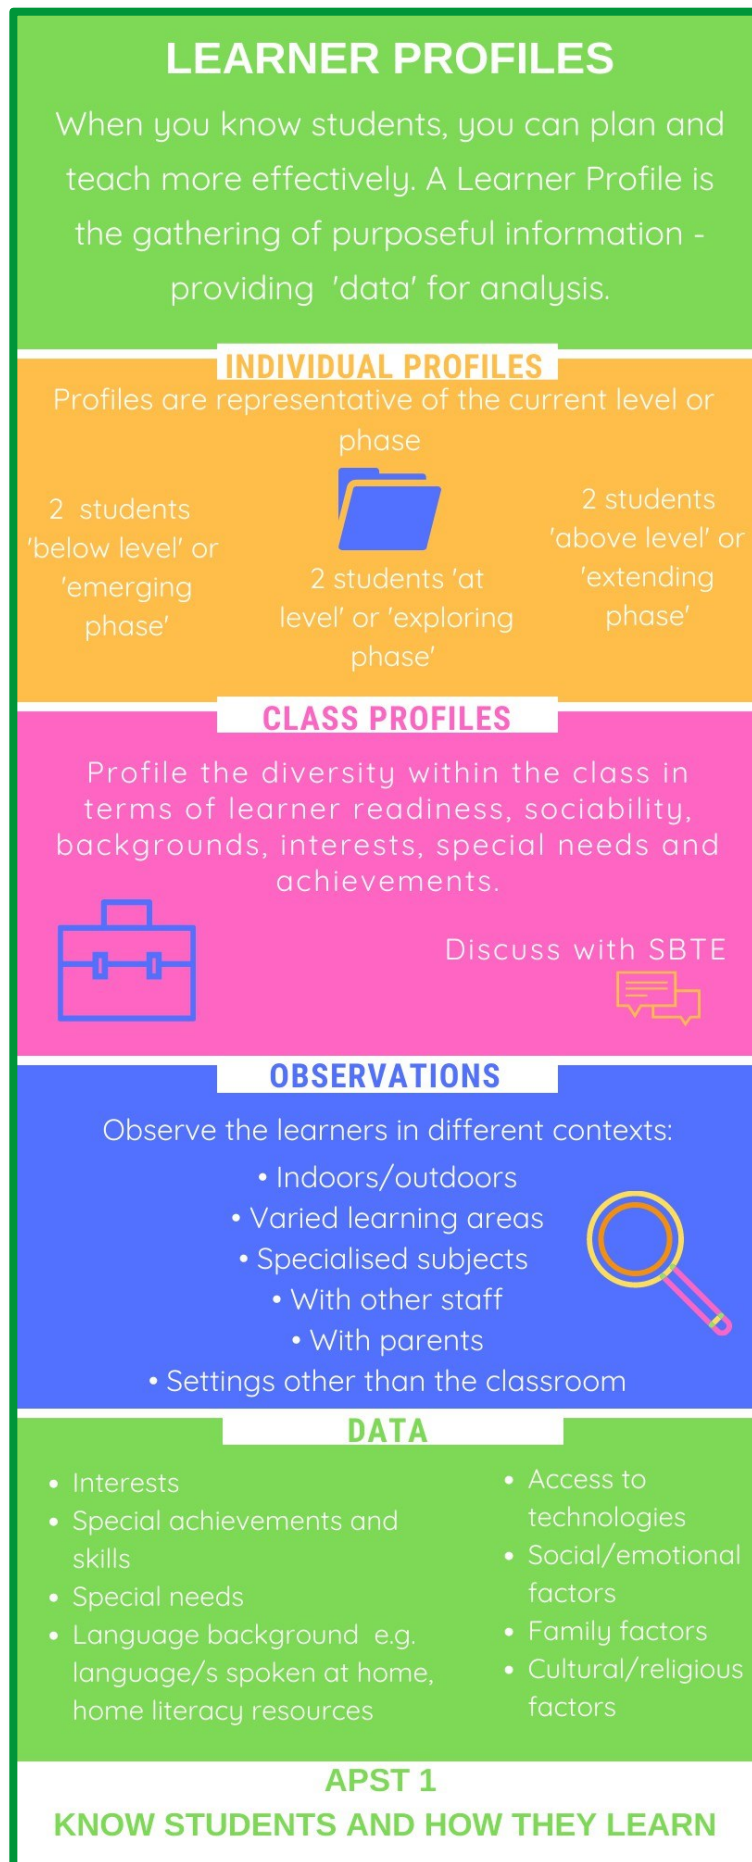 LEARNER PROFILES
When you know students, you can plan and
teach more effectively. A Learner Profile is
the gathering of purposeful information -
providing 'data' for analysis.
INDIVIDUAL PROFILES
Profiles are representative of the current level or
phase
2 students
'below level' or
'emerging
phase'
2 students 'at
level' or 'exploring
phase'
2 students
'above level' or
'extending
phase'
CLASS PROFILES
Profile the diversity within the class in
terms of learner readiness, sociability,
backgrounds, interests, special needs and
achievements.
Discuss with SBTE
OBSERVATIONS
Observe the learners in different contexts:
• Indoors/outdoors
• Varied learning areas
• Specialised subjects
• With other staff
• With parents
• Settings other than the classroom
DATA
• Interests
• Special achievements and
skills
• Special needs
• Language background e.g.
language/s spoken at home,
home literacy resources
• Access to
technologies
• Social/emotional
factors
• Family factors
• Cultural/religious
factors
APST 1
KNOW STUDENTS AND HOW THEY LEARN